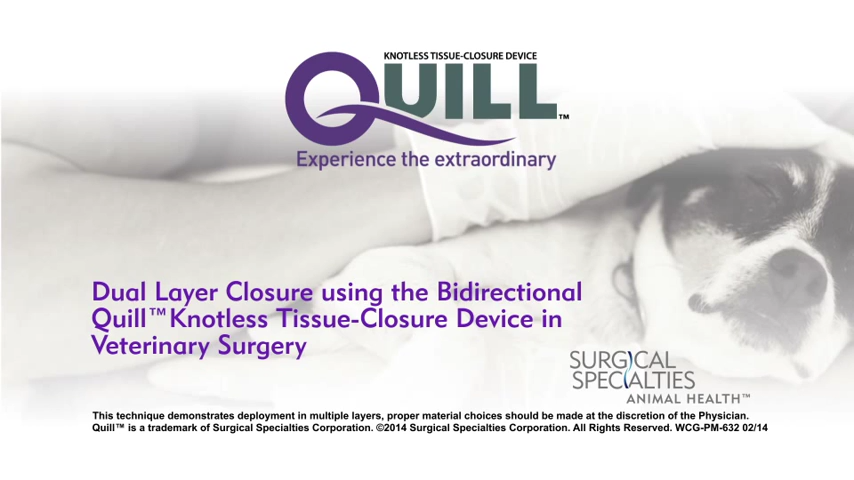 KNOTLESS TISSUE-CLOSURE DEVICE
QUILL™
Experience the extraordinary
Dual Layer Closure using the Bidirectional
Quill™ Knotless Tissue-Closure Device in
Veterinary Surgery
SURGICAL
SPECIALTIES
ANIMAL HEALTH™
This technique demonstrates deployment in multiple layers, proper material choices should be made at the discretion of the Physician.
Quill™ is a trademark of Surgical Specialties Corporation. ©2014 Surgical Specialties Corporation. All Rights Reserved. WCG-PM-632 02/14